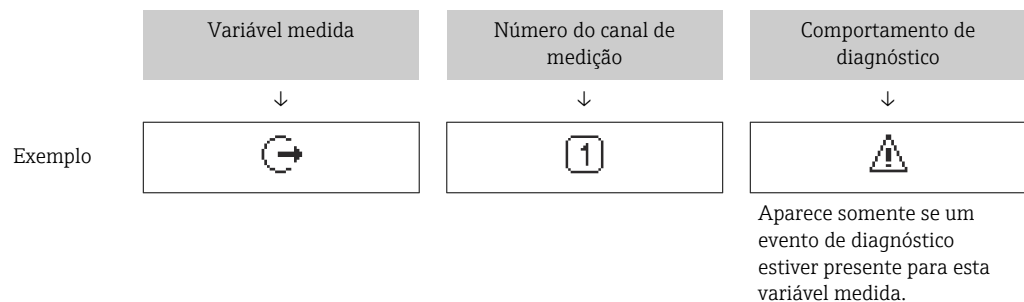 Variável medida
Número do canal de
medição
Comportamento de
diagnóstico
↓ ↓ ↓
Exemplo
1
Aparece somente se um
evento de diagnóstico
estiver presente para esta
variável medida.